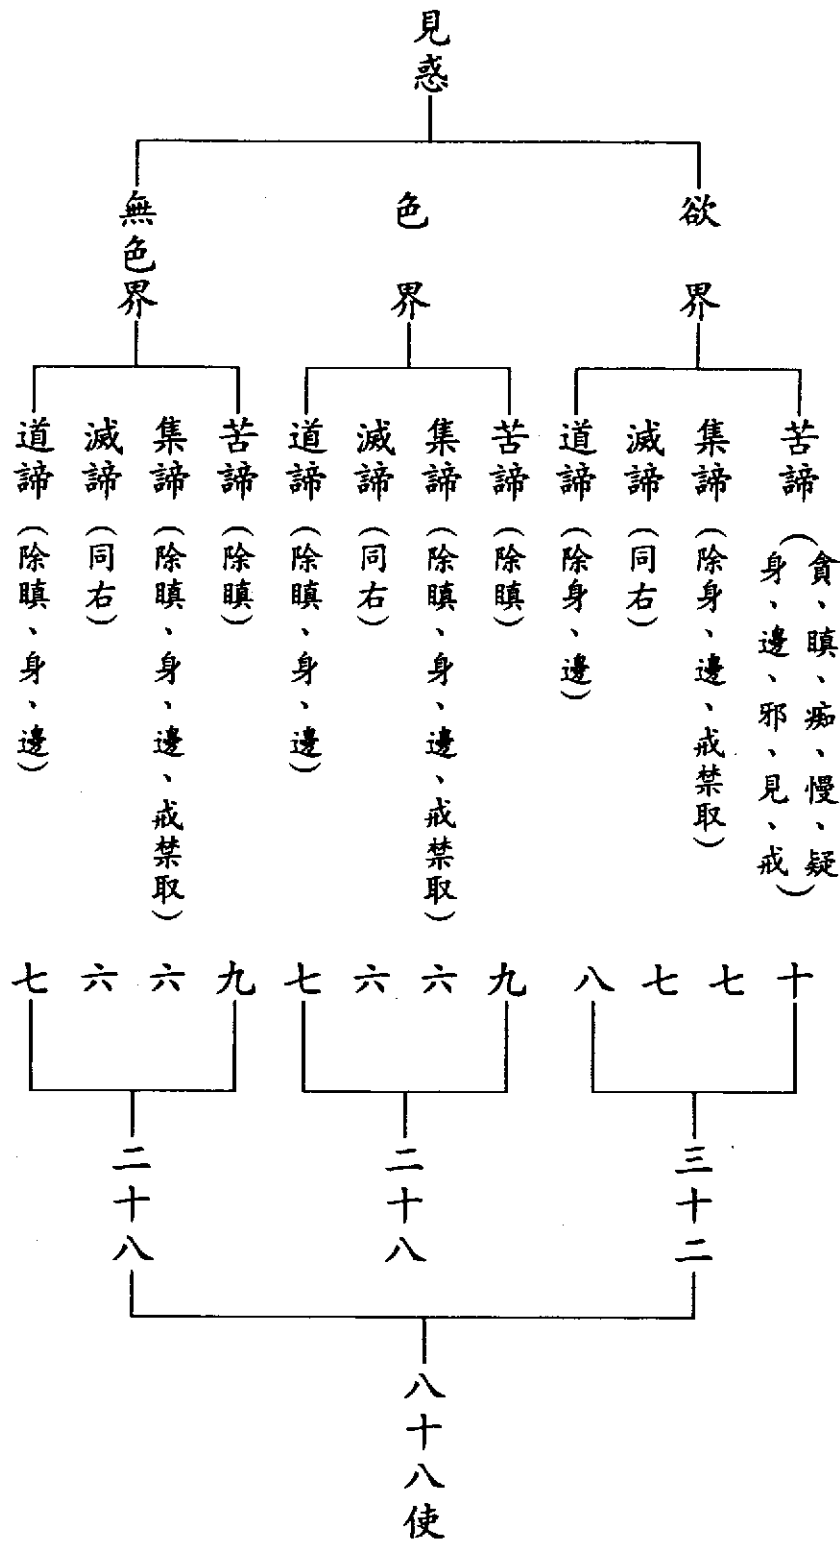 見惑
欲界
色界
無色界
苦諦（貪、瞋、痴、慢、疑
身、邊、邪、見、戒）
集諦（除身、邊、戒禁取）
滅諦（同右）
道諦（除身、邊）
苦諦（除瞋）
集諦（除瞋、身、邊、戒禁取）
滅諦（同右）
道諦（除瞋、身、邊）
苦諦（除瞋）
集諦（除瞋、身、邊、戒禁取）
滅諦（同右）
道諦（除瞋、身、邊）
十
七
七
八
九
六
六
七
九
六
六
七
三十二
二十八
二十八
八十八使